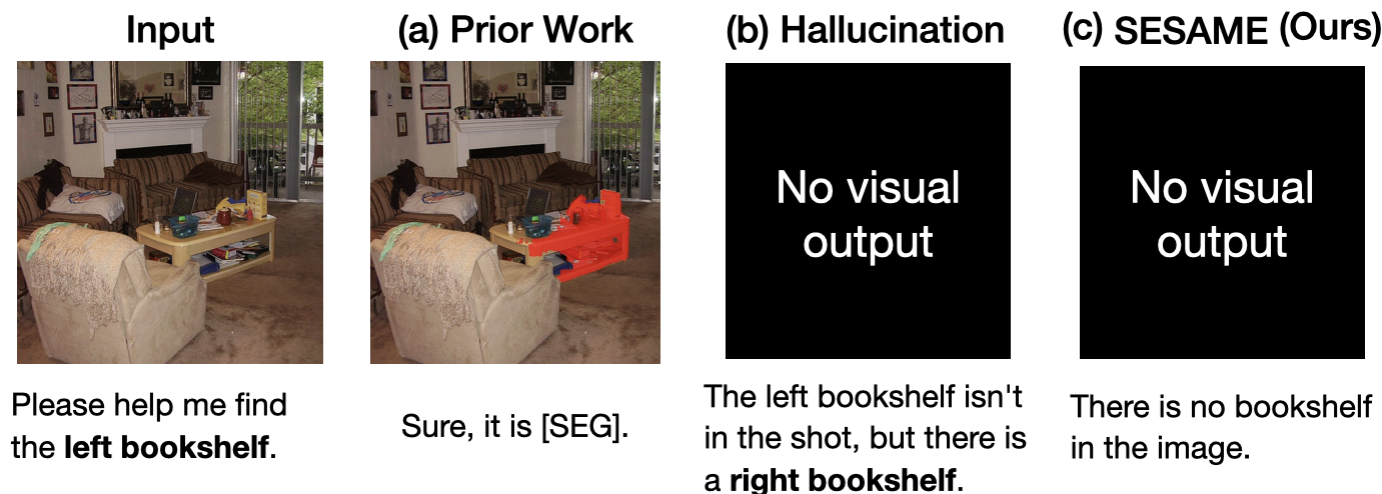 Input
(a) Prior Work
(b) Hallucination
(c) SESAME (Ours)
No visual
output
No visual
output
Please help me find
the left bookshelf.
Sure, it is [SEG].
The left bookshelf isn't
in the shot, but there is
a right bookshelf.
There is no bookshelf
in the image.